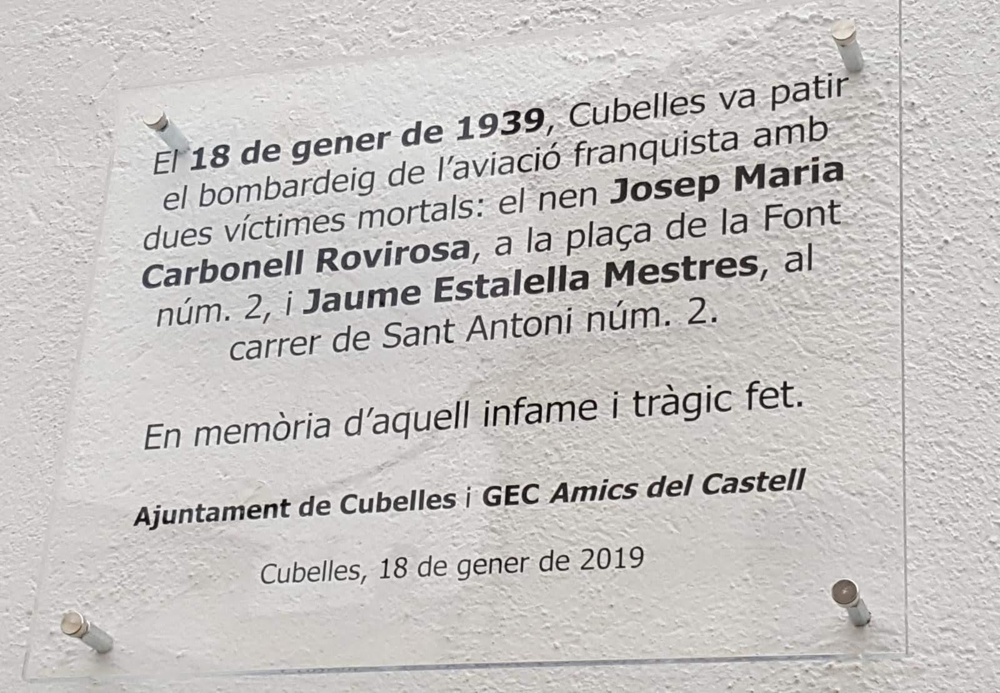 El 18 de gener de 1939, Cubelles va patir
el bombardeig de l'aviació franquista amb
dues víctimes mortals: el nen Josep Maria
Carbonell Rovirosa, a la plaça de la Font
núm. 2, i Jaume Estalella Mestres, al
carrer de Sant Antoni núm. 2.
En memòria d'aquell infame i tràgic fet.
Ajuntament de Cubelles i GEC Amics del Castell
Cubelles, 18 de gener de 2019